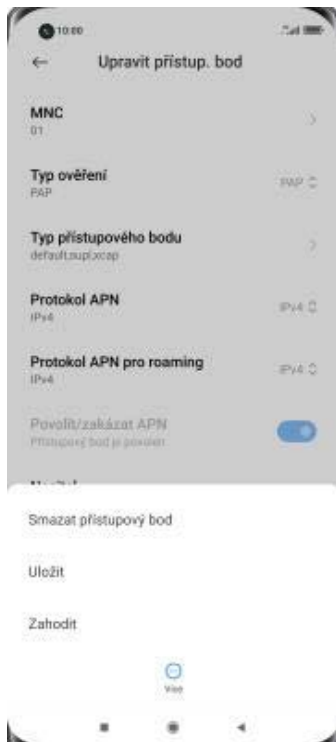 10:00
Upravit přístup. bod
MNC
01
Typ ověření
PAP
PAP
Typ přístupového bodu
default,supl,xcap
Protokol APN
IPv4
IPv4
Protokol APN pro roaming
IPv4
IPv4
Povolit/zakázat APN
Přístupový bod je povolen
Smazat přístupový bod
Uložit
Zahodit
Více